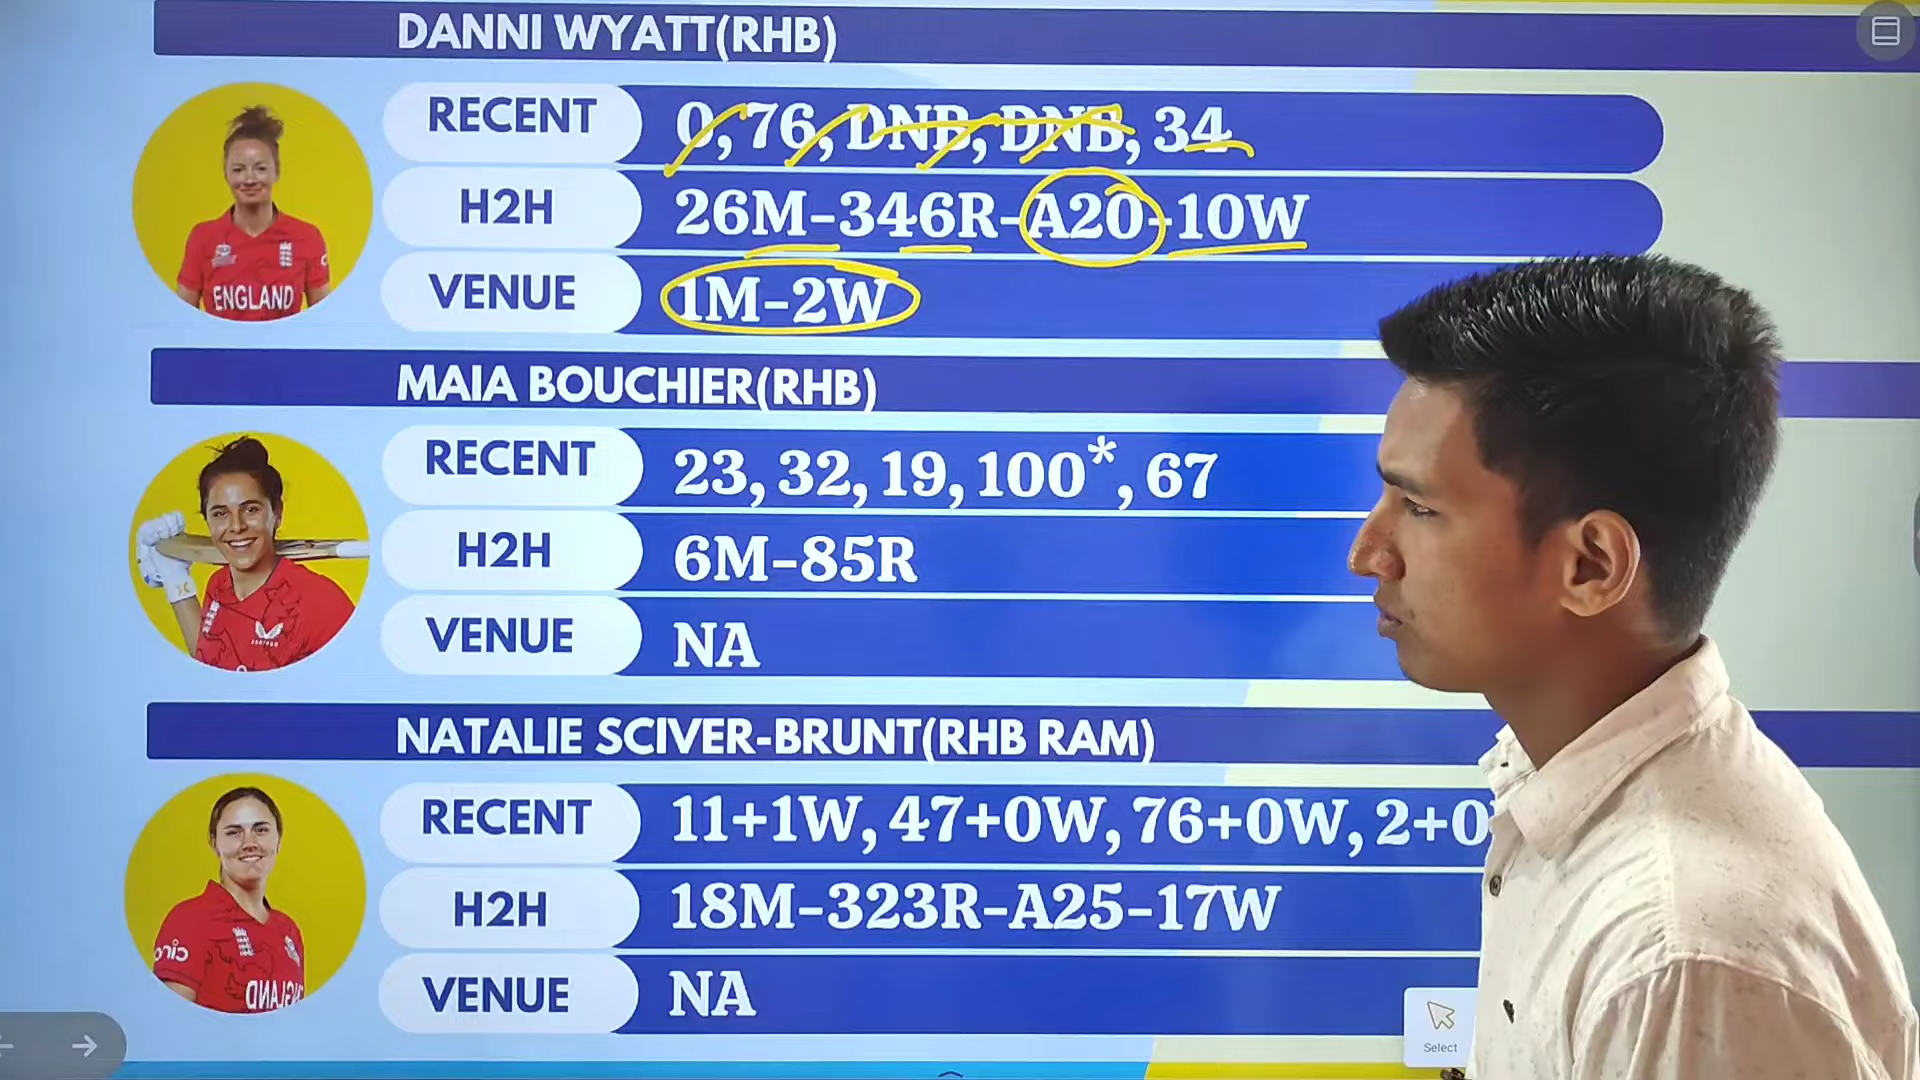 DANNI WYATT(RHB)
RECENT 0, 76, DNB, DNB, 34
H2H 26M-346R-A20-10W
ENGLAND
VENUE 1M-2W
MAIA BOUCHIER(RHB)
RECENT 23, 32, 19, 100*, 67
H2H 6M-85R
VENUE NA
NATALIE SCIVER-BRUNT(RHB RAM)
RECENT 11+1W, 47+0W, 76+0W, 2+0
H2H 18M-323R-A25-17W
VENUE NA
Select